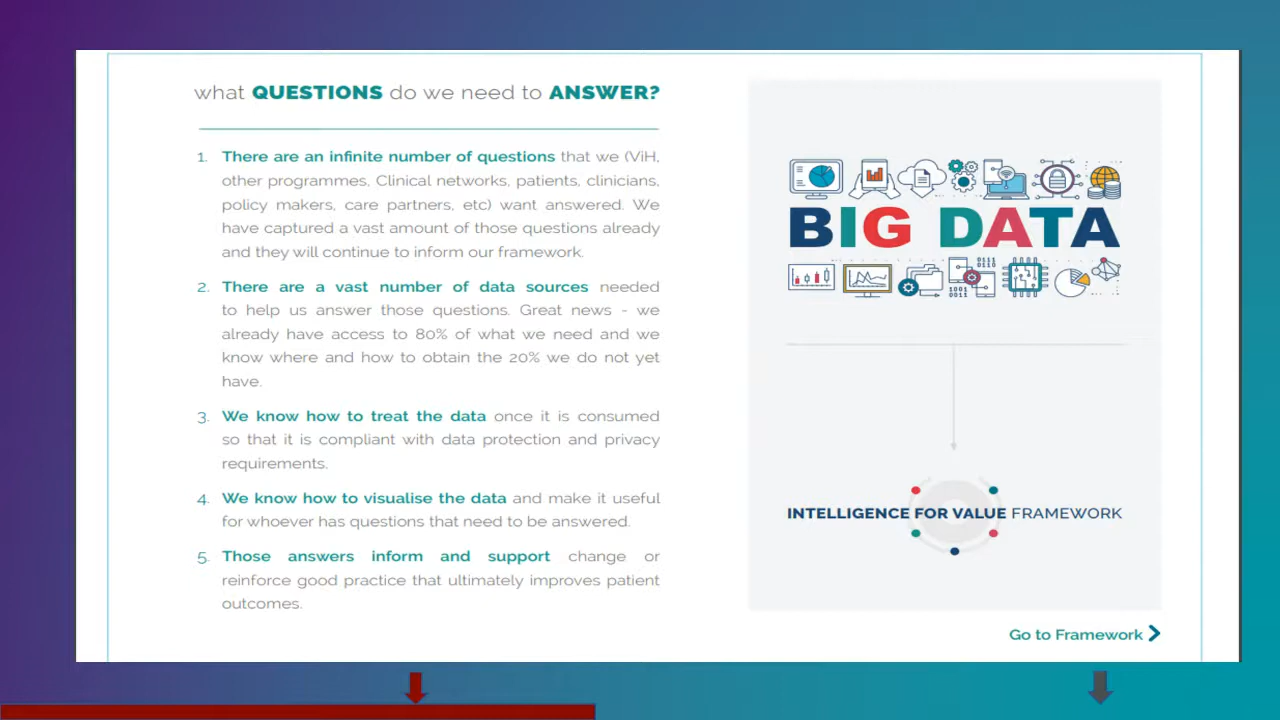 what QUESTIONS do we need to ANSWER?
1. There are an infinite number of questions that we (ViH,
other programmes, Clinical networks, patients, clinicians,
policy makers, care partners, etc) want answered. We
have captured a vast amount of those questions already
and they will continue to inform our framework.
2. There are a vast number of data sources needed
to help us answer those questions. Great news - we
already have access to 80% of what we need and we
know where and how to obtain the 20% we do not yet
have.
3. We know how to treat the data once it is consumed
so that it is compliant with data protection and privacy
requirements.
4. We know how to visualise the data and make it useful
for whoever has questions that need to be answered.
5. Those answers inform and support change or
reinforce good practice that ultimately improves patient
outcomes.
BIG DATA
0111
0110
1001
0011
INTELLIGENCE FOR VALUE FRAMEWORK
Go to Framework